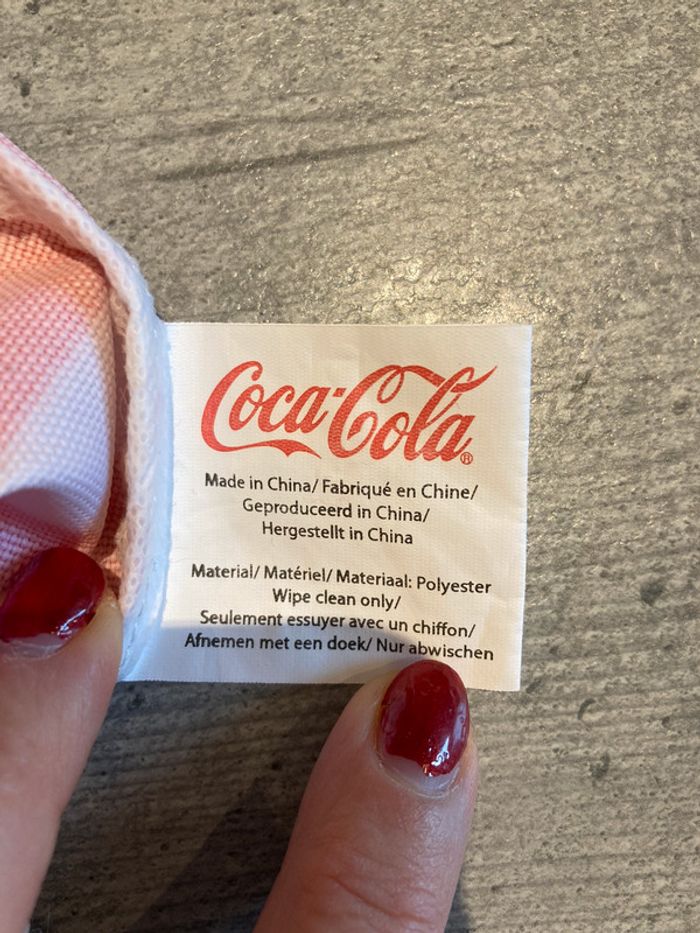 Coca-Cola®
Made in China/ Fabriqué en Chine/
Geproduceerd in China/
Hergestellt in China
Material/ Matériel/ Materiaal: Polyester
Wipe clean only/
Seulement essuyer avec un chiffon/
Afnemen met een doek/ Nur abwischen